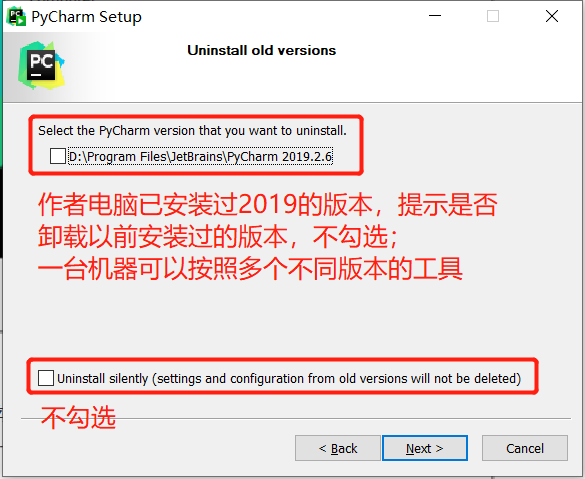 PyCharm Setup
PC
Uninstall old versions
Select the PyCharm version that you want to uninstall.
D:\Program Files\JetBrains\PyCharm 2019.2.6
作者电脑已安装过2019的版本，提示是否
卸载以前安装过的版本，不勾选；
一台机器可以按照多个不同版本的工具
Uninstall silently (settings and configuration from old versions will not be deleted)
不勾选
< Back
Next >
Cancel